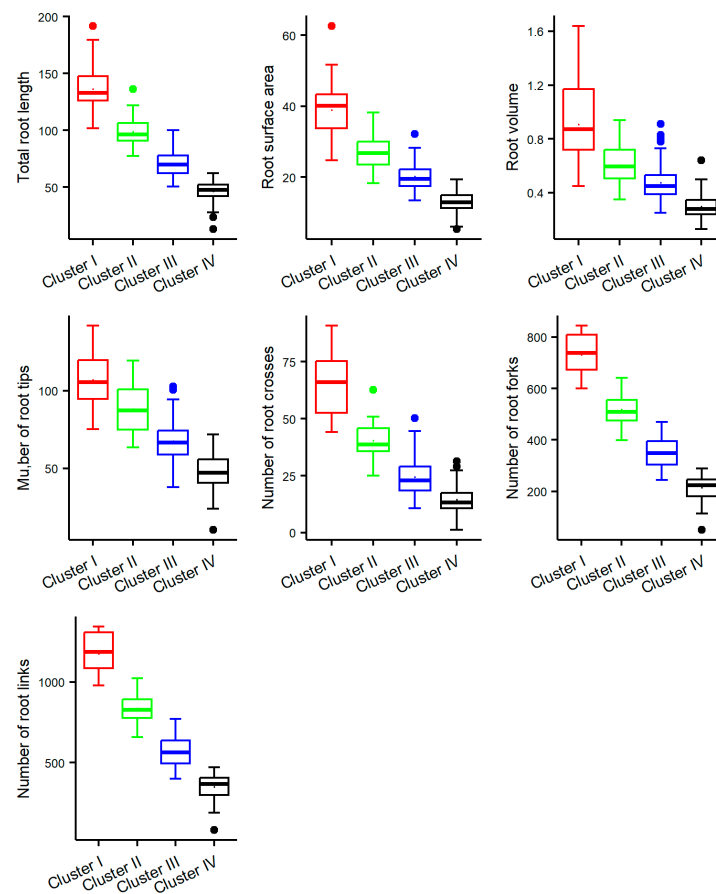 Total root length
200
150
100
50
Cluster I
Cluster II
Cluster III
Cluster IV
Root surface area
60
40
20
Cluster I
Cluster II
Cluster III
Cluster IV
Root volume
1.6
1.2
0.8
0.4
Cluster I
Cluster II
Cluster III
Cluster IV
Mu,ber of root tips
100
50
Cluster I
Cluster II
Cluster III
Cluster IV
Number of root crosses
75
50
25
0
Cluster I
Cluster II
Cluster III
Cluster IV
Number of root forks
800
600
400
200
Cluster I
Cluster II
Cluster III
Cluster IV
Number of root links
1000
500
Cluster I
Cluster II
Cluster III
Cluster IV